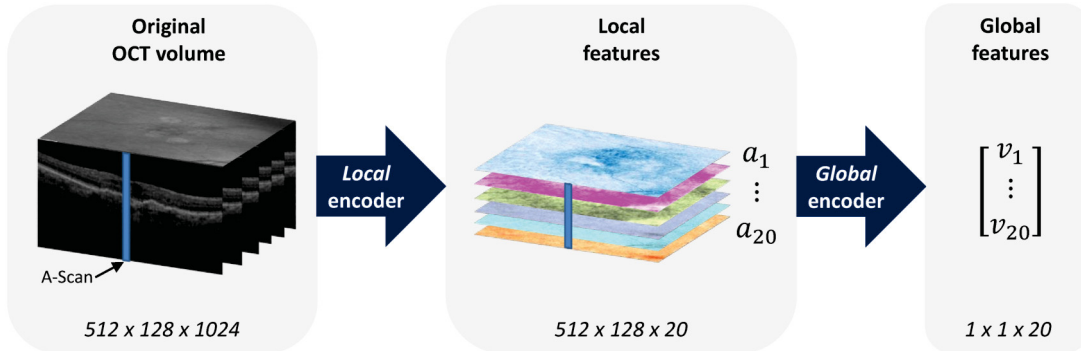 Original
OCT volume
A-Scan
512 x 128 x 1024
Local
encoder
Local
features
a₁
⋮
a₂₀
512 x 128 x 20
Global
encoder
Global
features
v₁
⋮
v₂₀
1 x 1 x 20